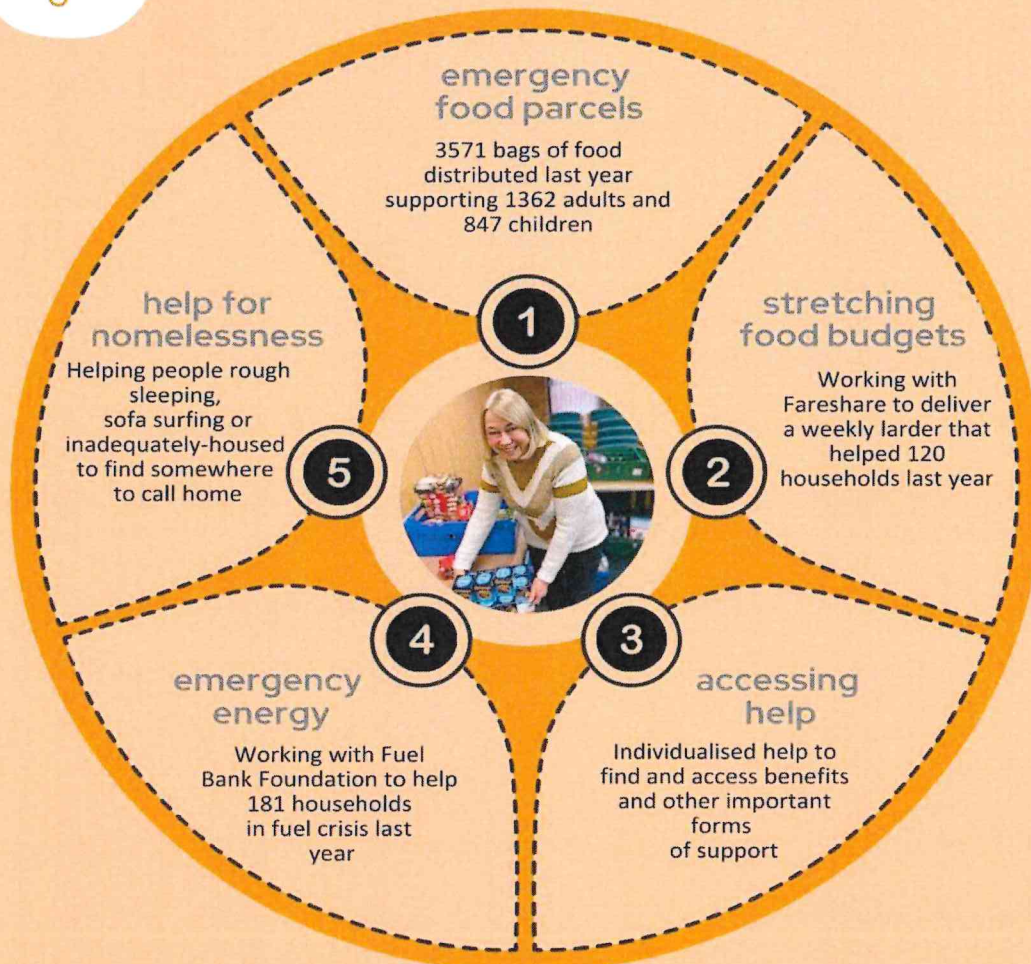 emergency
food parcels
3571 bags of food
distributed last year
supporting 1362 adults and
847 children
1
stretching
food budgets
Working with
Fareshare to deliver
a weekly larder that
helped 120
households last year
2
accessing
help
Individualised help to
find and access benefits
and other important
forms
of support
3
emergency
energy
Working with Fuel
Bank Foundation to help
181 households
in fuel crisis last
year
4
help for
nomelessness
Helping people rough
sleeping,
sofa surfing or
inadequately-housed
to find somewhere
to call home
5